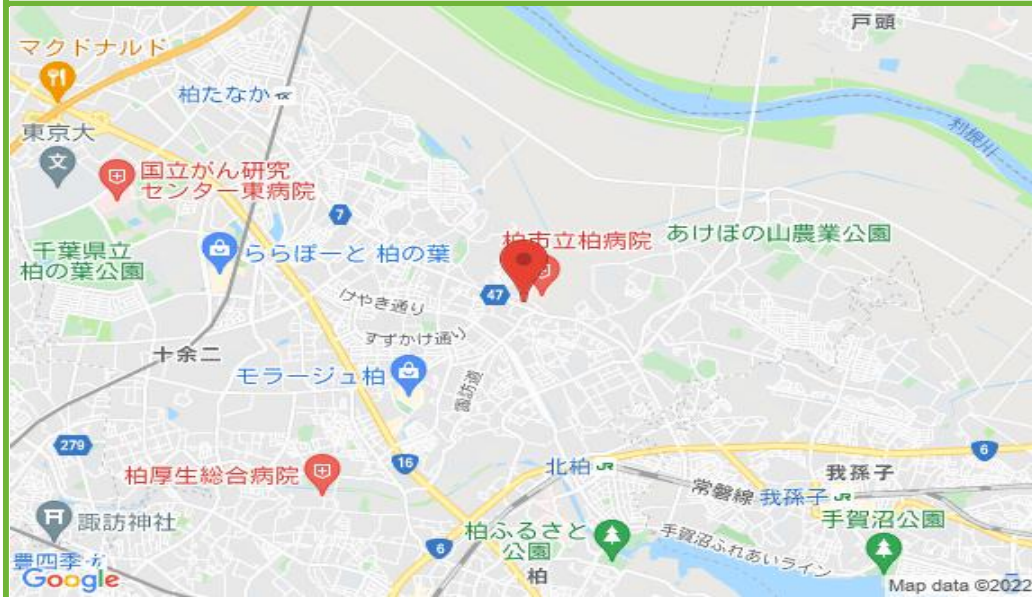 戸頭
マクドナルド
柏たなか
東京大
利根川
国立がん研究
センター東病院
7
柏市立柏病院
あけぼの山農業公園
千葉県立
柏の葉公園
ららぽーと 柏の葉
47
けやき通り
すずかけ通り
十余二
モラージュ柏
諏訪道
279
16
6
北柏 JR
我孫子
柏厚生総合病院
常磐線 我孫子 JR
諏訪神社
手賀沼公園
柏ふるさと
公園
手賀沼ふれあいライン
6
豊四季
柏
Google
Map data ©2022